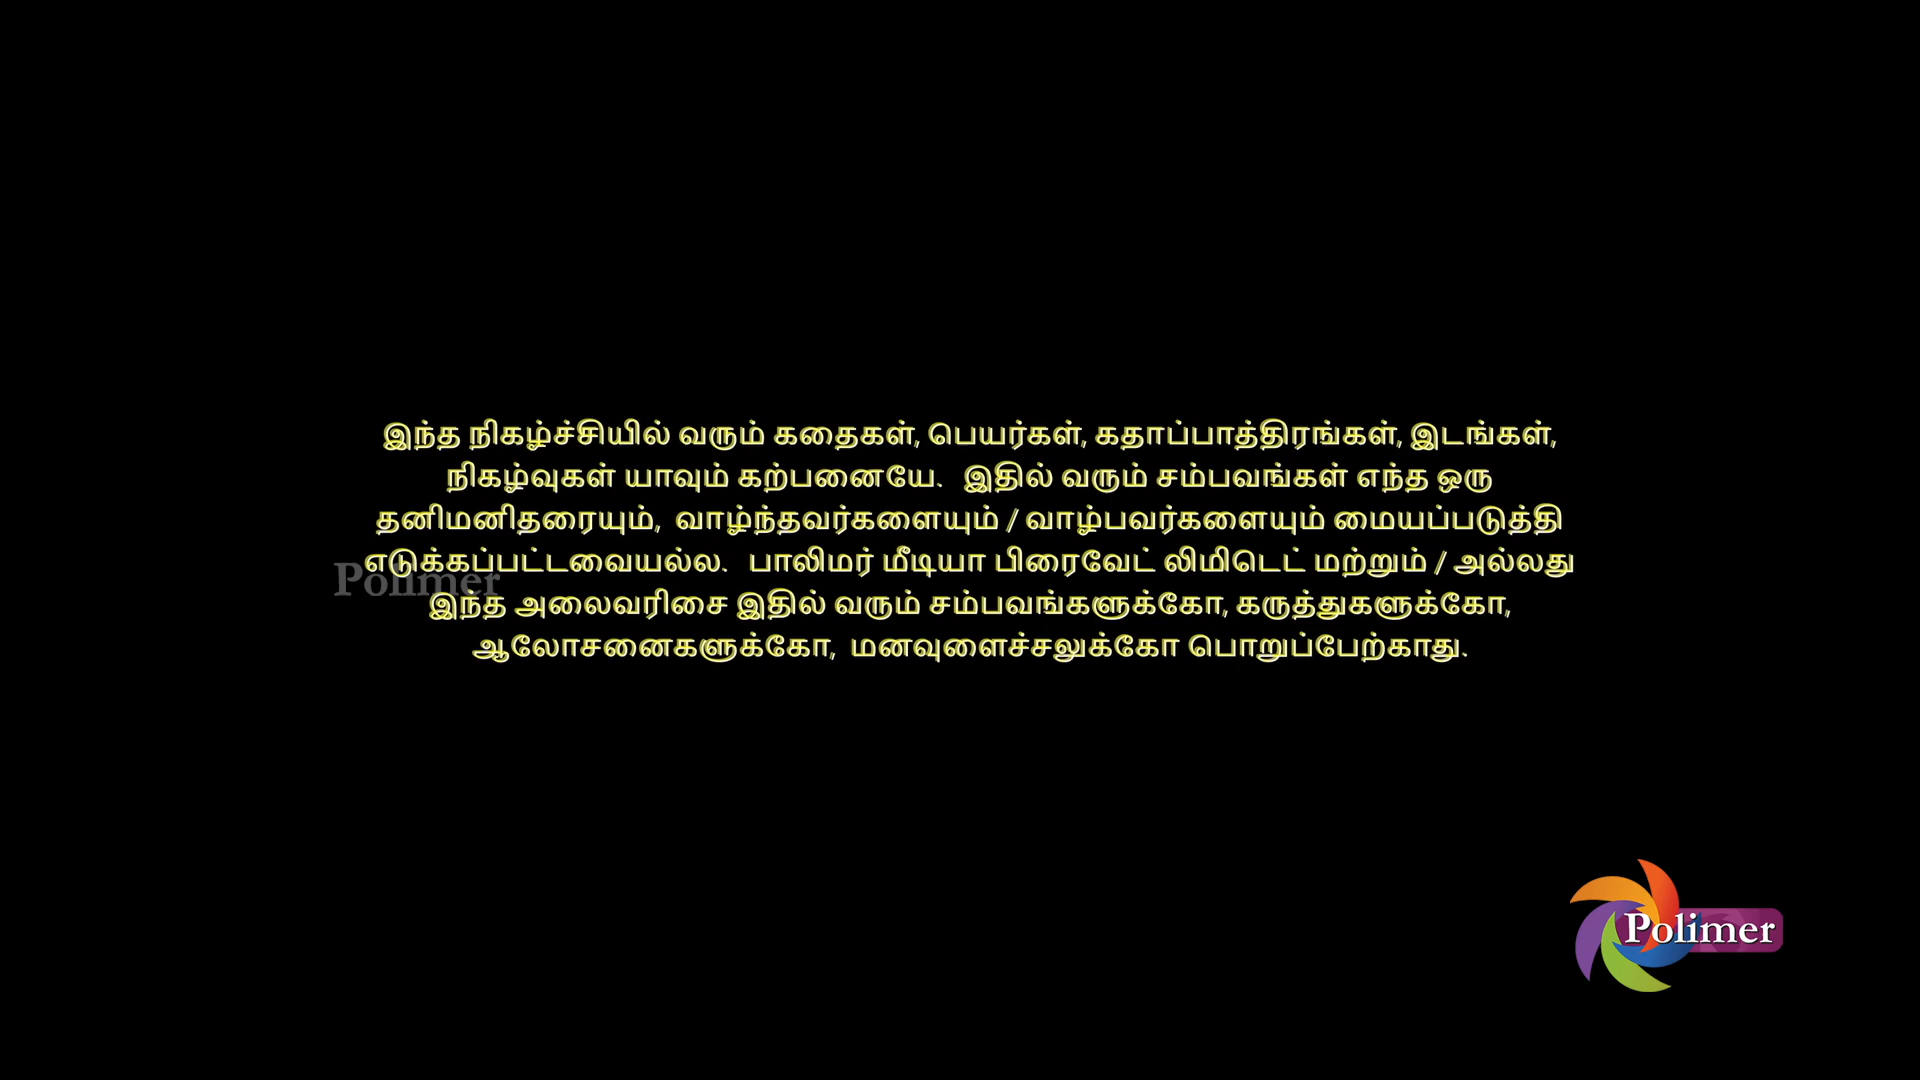 இந்த நிகழ்ச்சியில் வரும் கதைகள், பெயர்கள், கதாப்பாத்திரங்கள், இடங்கள்,
நிகழ்வுகள் யாவும் கற்பனையே. இதில் வரும் சம்பவங்கள் எந்த ஒரு
தனிமனிதரையும், வாழ்ந்தவர்களையும் / வாழ்பவர்களையும் மையப்படுத்தி
எடுக்கப்பட்டவையல்ல. பாலிமர் மீடியா பிரைவேட் லிமிடெட் மற்றும் / அல்லது
Polimer
இந்த அலைவரிசை இதில் வரும் சம்பவங்களுக்கோ, கருத்துகளுக்கோ,
ஆலோசனைகளுக்கோ, மனவுளைச்சலுக்கோ பொறுப்பேற்காது.
Polimer